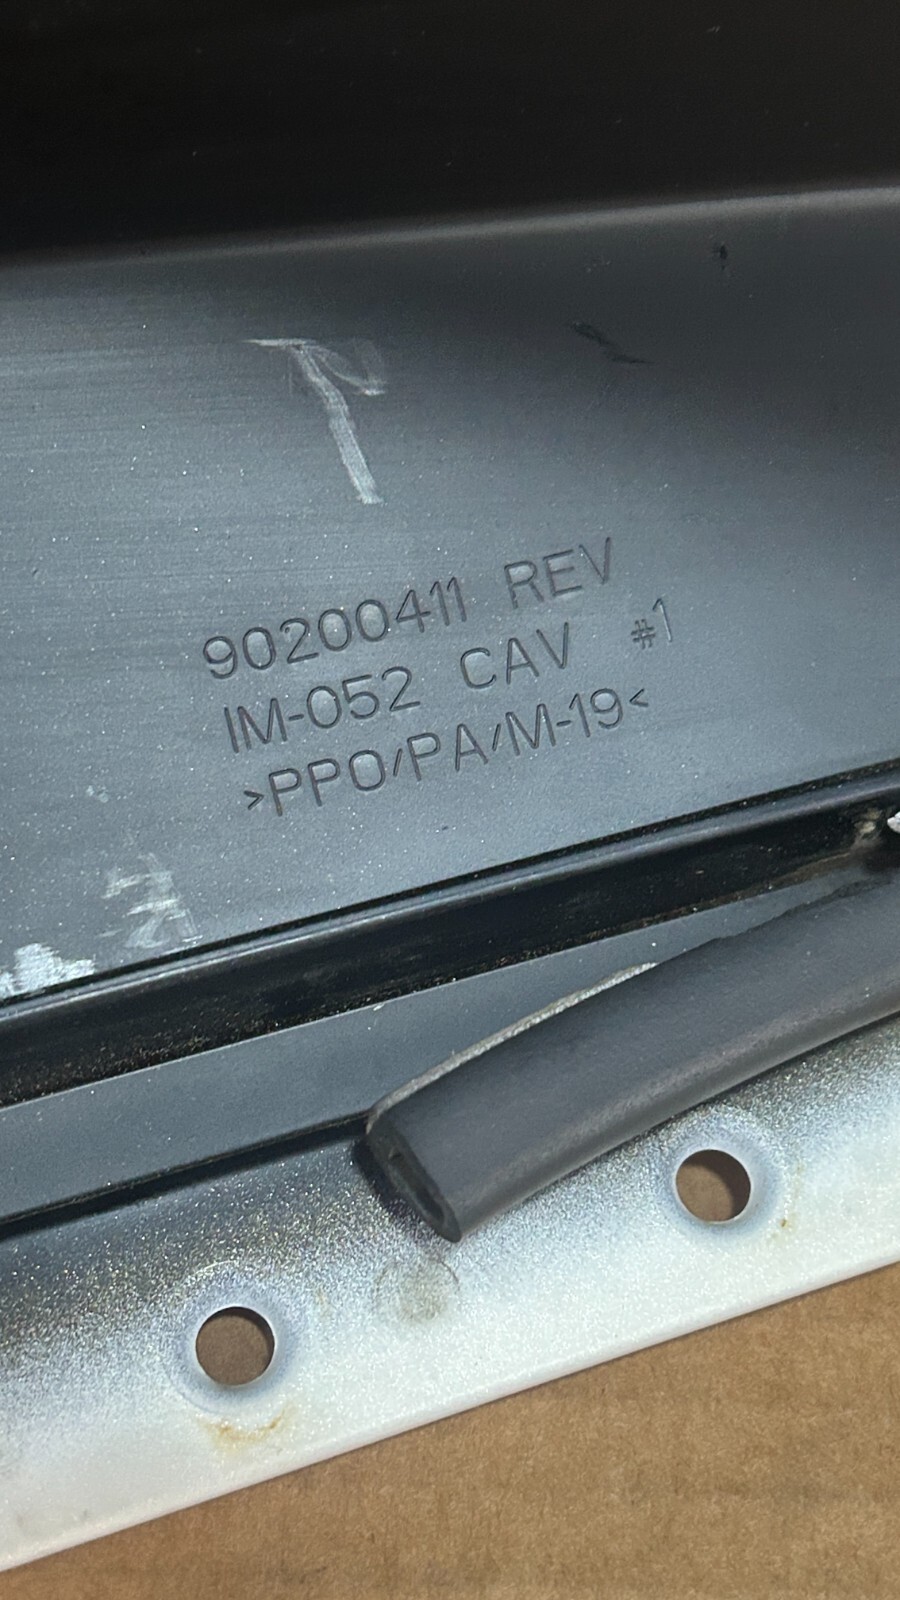 90200411 REV
IM-052 CAV #1
>PPO/PA/M-19<